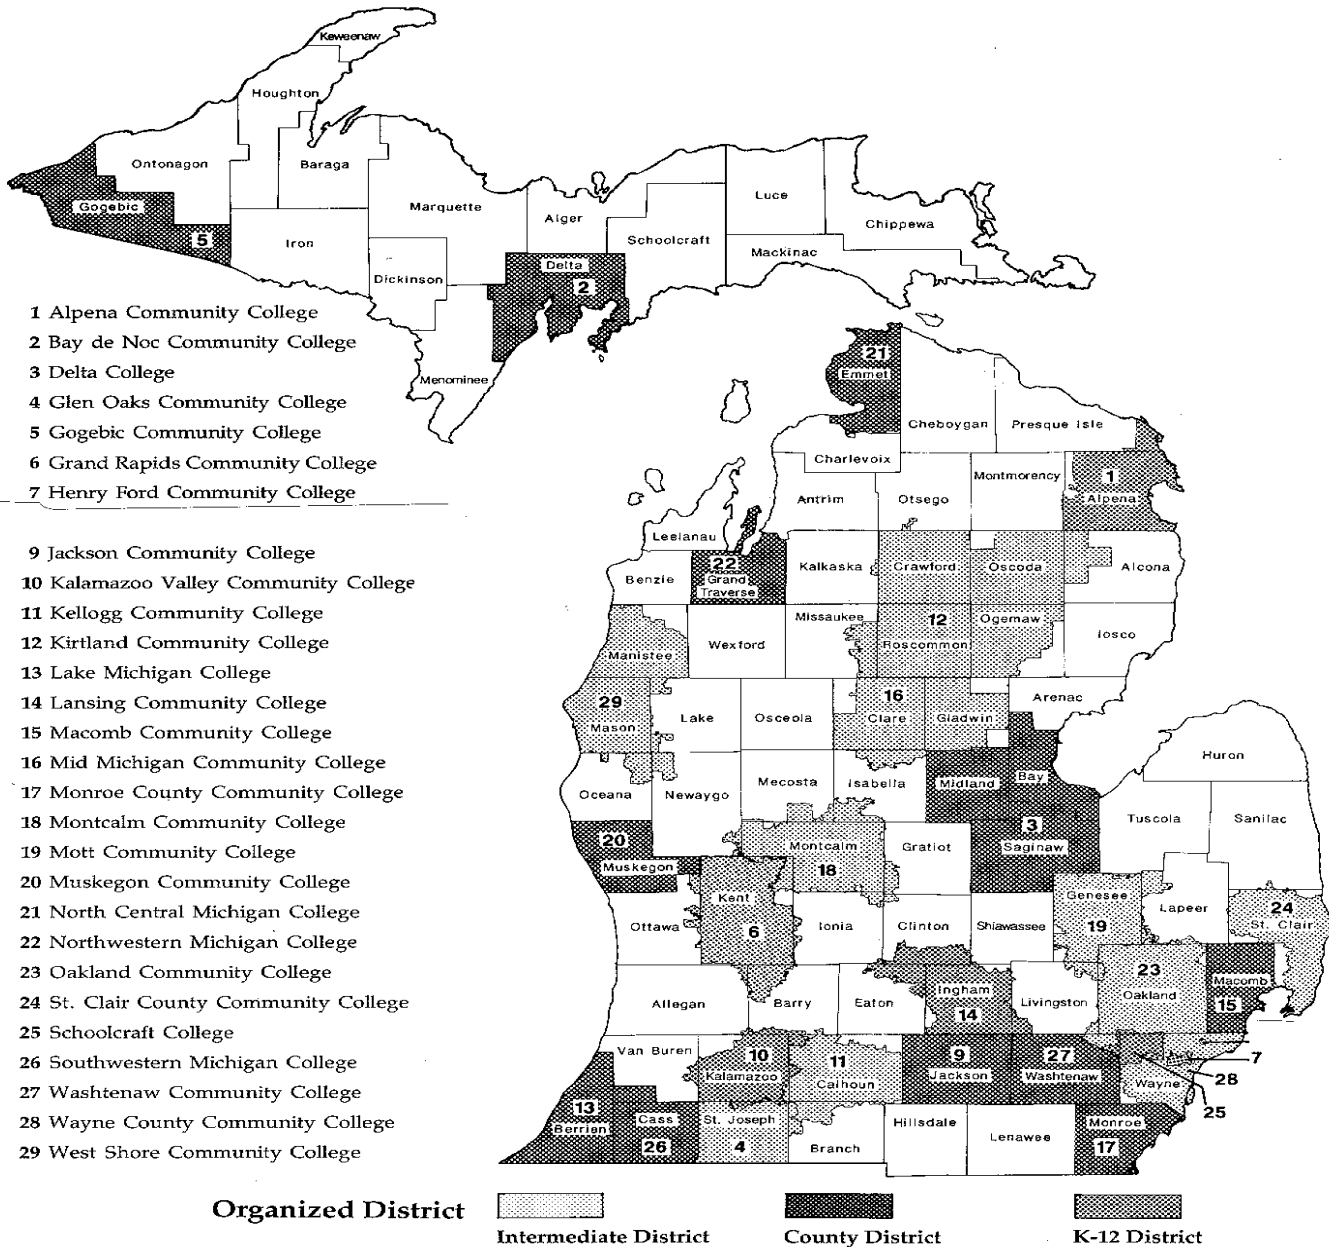 Keweenaw
Houghton
Ontonagon
Baraga
Gogebic
5
Iron
Marquette
Dickinson
Alger
Delta
2
Schoolcraft
Luce
Mackinac
Chippewa
Menominee
1 Alpena Community College
2 Bay de Noc Community College
3 Delta College
4 Glen Oaks Community College
5 Gogebic Community College
6 Grand Rapids Community College
7 Henry Ford Community College
9 Jackson Community College
10 Kalamazoo Valley Community College
11 Kellogg Community College
12 Kirtland Community College
13 Lake Michigan College
14 Lansing Community College
15 Macomb Community College
16 Mid Michigan Community College
17 Monroe County Community College
18 Montcalm Community College
19 Mott Community College
20 Muskegon Community College
21 North Central Michigan College
22 Northwestern Michigan College
23 Oakland Community College
24 St. Clair County Community College
25 Schoolcraft College
26 Southwestern Michigan College
27 Washtenaw Community College
28 Wayne County Community College
29 West Shore Community College
21
Emmet
Cheboygan
Presque Isle
Charlevoix
Antrim
Otsego
Montmorency
1
Alpena
Leelanau
Benzie
22
Grand
Traverse
Kalkaska
Crawford
Oscoda
Alcona
Manistee
Wexford
Missaukee
12
Roscommon
Ogemaw
Iosco
29
Mason
Lake
Osceola
16
Clare
Gladwin
Arenac
Oceana
Newaygo
Mecosta
Isabella
Midland
Bay
Huron
20
Muskegon
Montcalm
18
Gratiot
3
Saginaw
Tuscola
Sanilac
Ottawa
Kent
6
Ionia
Clinton
Shiawassee
Genesee
19
Lapeer
24
St. Clair
Allegan
Barry
Eaton
Ingham
14
Livingston
23
Oakland
Macomb
15
Van Buren
10
Kalamazoo
11
Calhoun
9
Jackson
27
Washtenaw
Wayne
7
28
25
13
Berrien
Cass
26
St. Joseph
4
Branch
Hillsdale
Lenawee
Monroe
17
Organized District
Intermediate District
County District
K-12 District